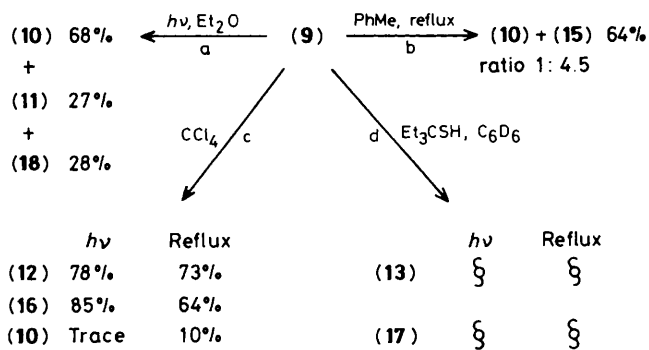 (10) 68%
+
(11) 27%
+
(18) 28%
hν, Et2O
a
(9)
PhMe, reflux
b
(10) + (15) 64%
ratio 1: 4.5
CCl4
c
d
Et3CSH, C6D6
hν Reflux
(12) 78% 73%
(16) 85% 64%
(10) Trace 10%
hν Reflux
(13) § §
(17) § §